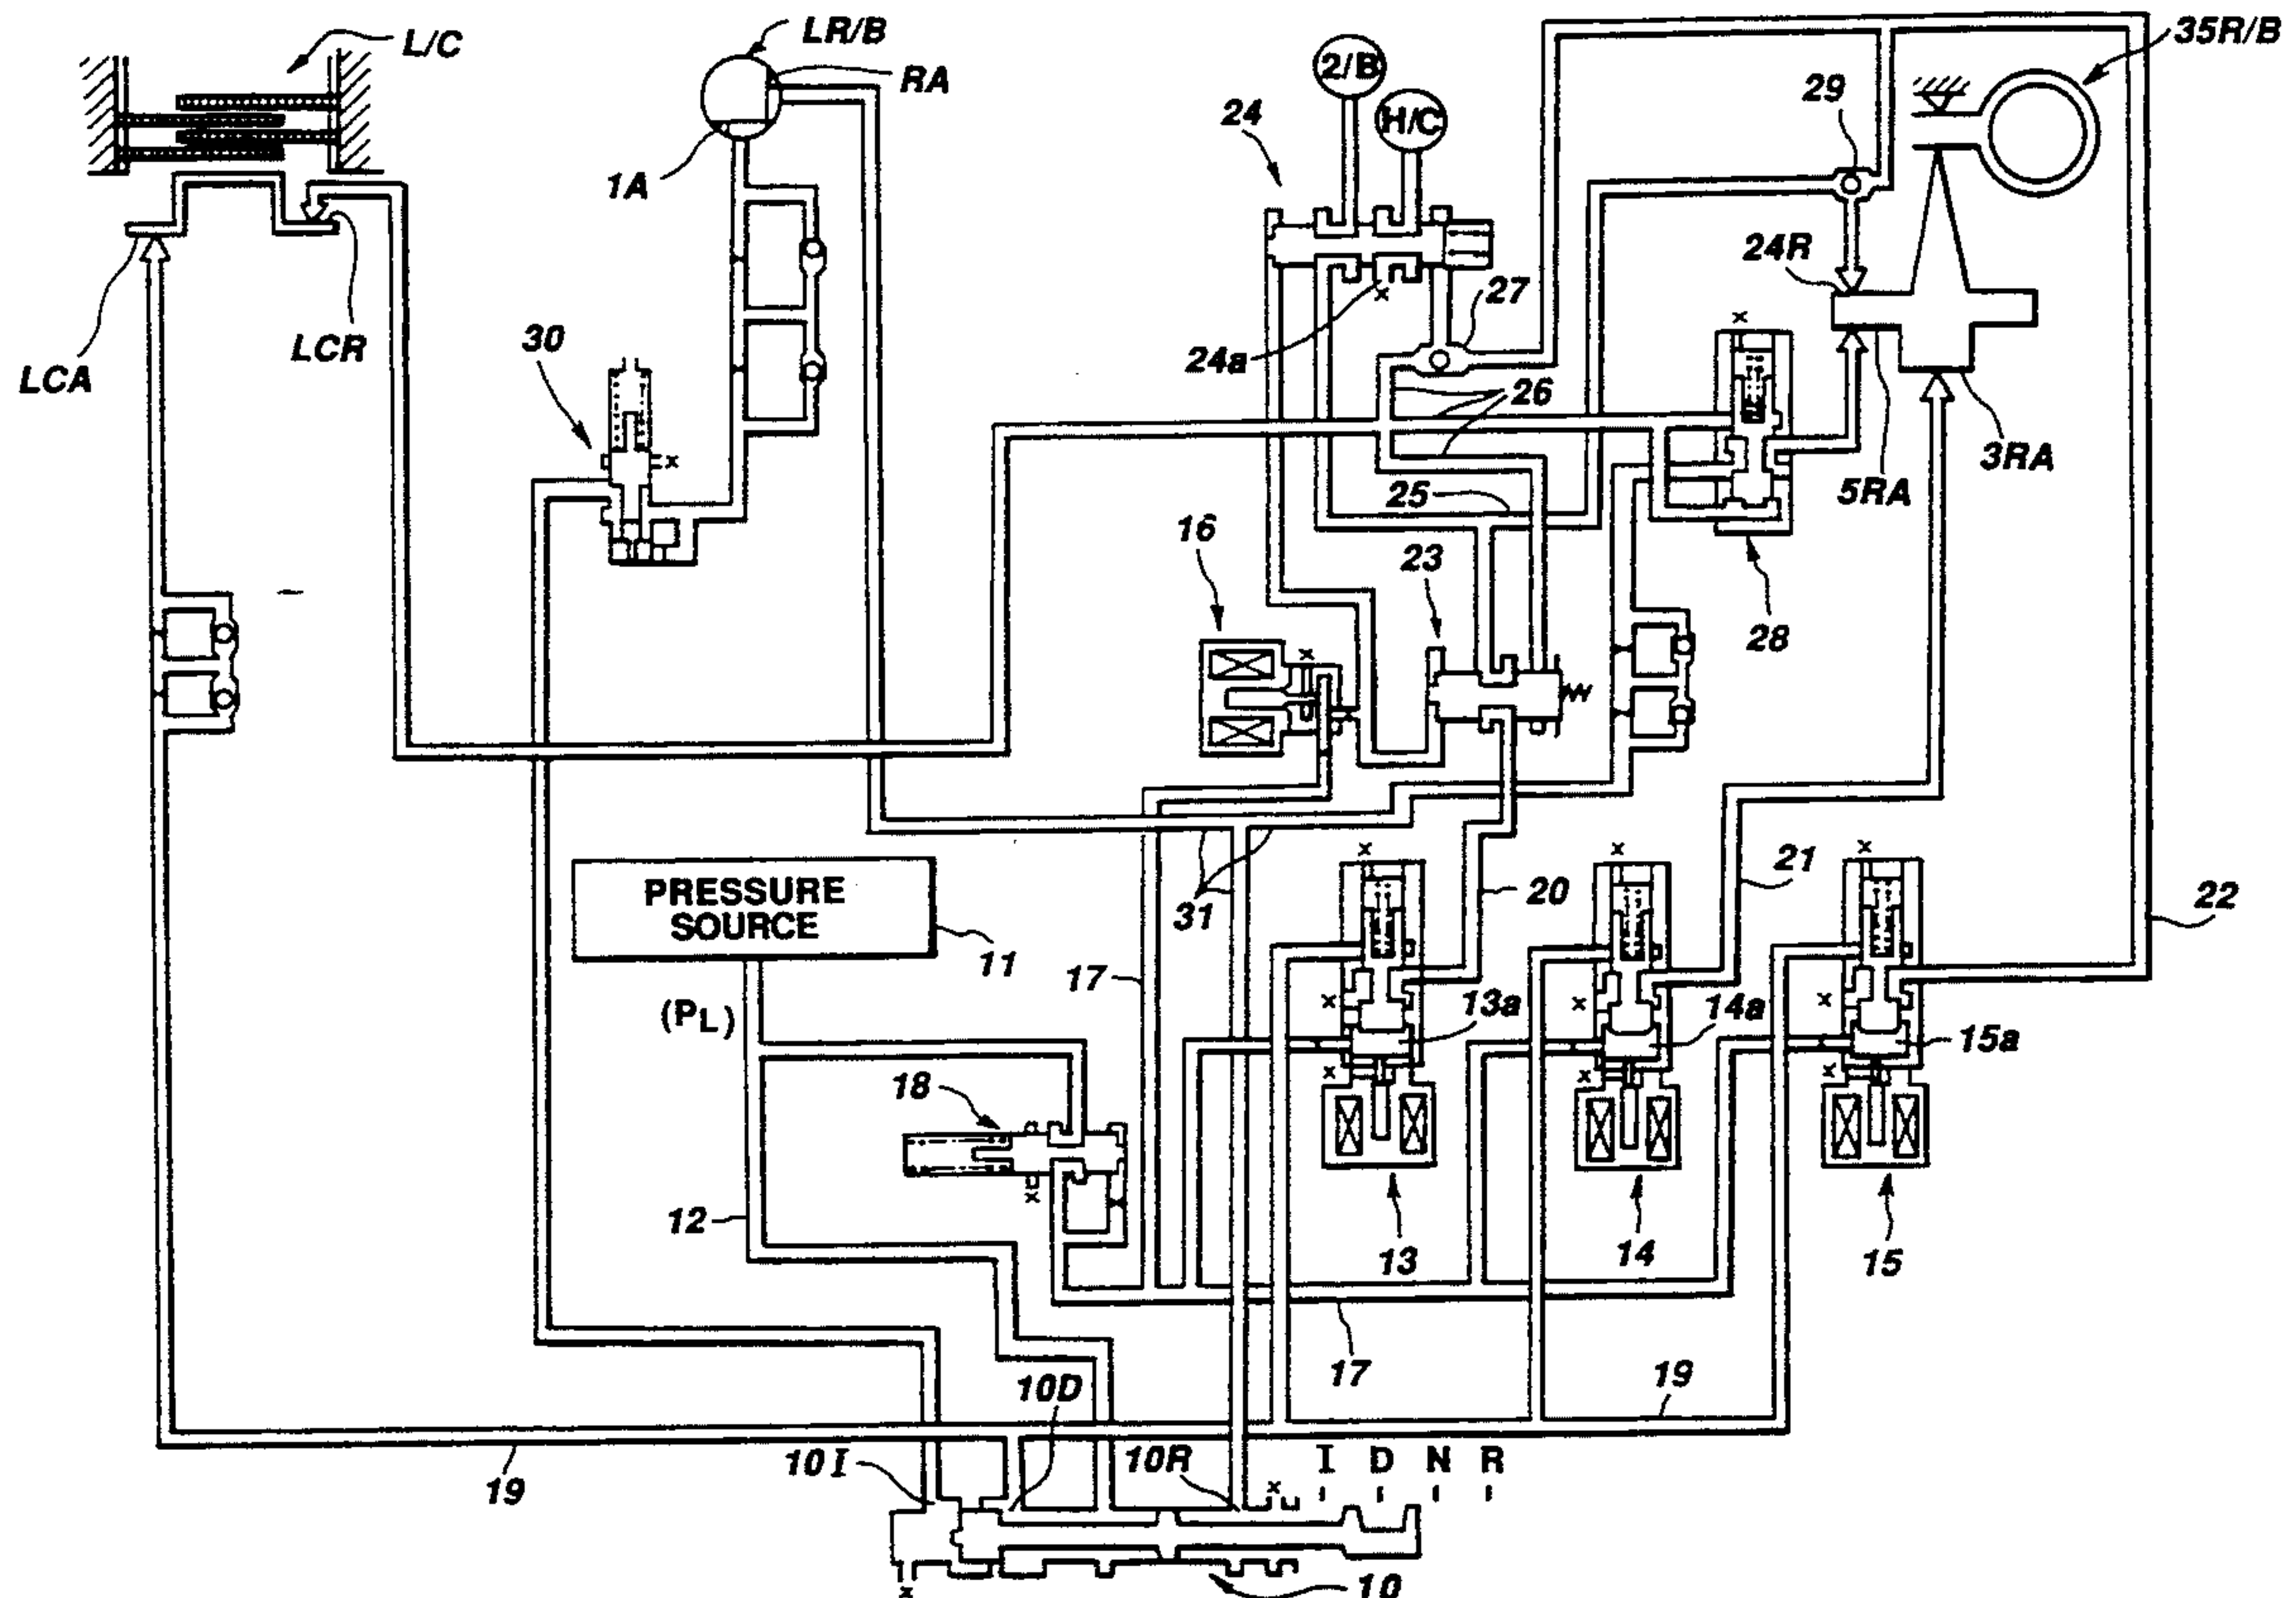 L/C
LR/B
RA
2/B
H/C
35R/B
24
29
1A
27
24R
LCA
LCR
30
24a
26
3RA
5RA
25
16
23
28
PRESSURE
SOURCE
11
31
20
21
22
17
(PL)
13a
14a
15a
18
12
13
14
15
17
19
10D
10I
10R
I D N R
19
10